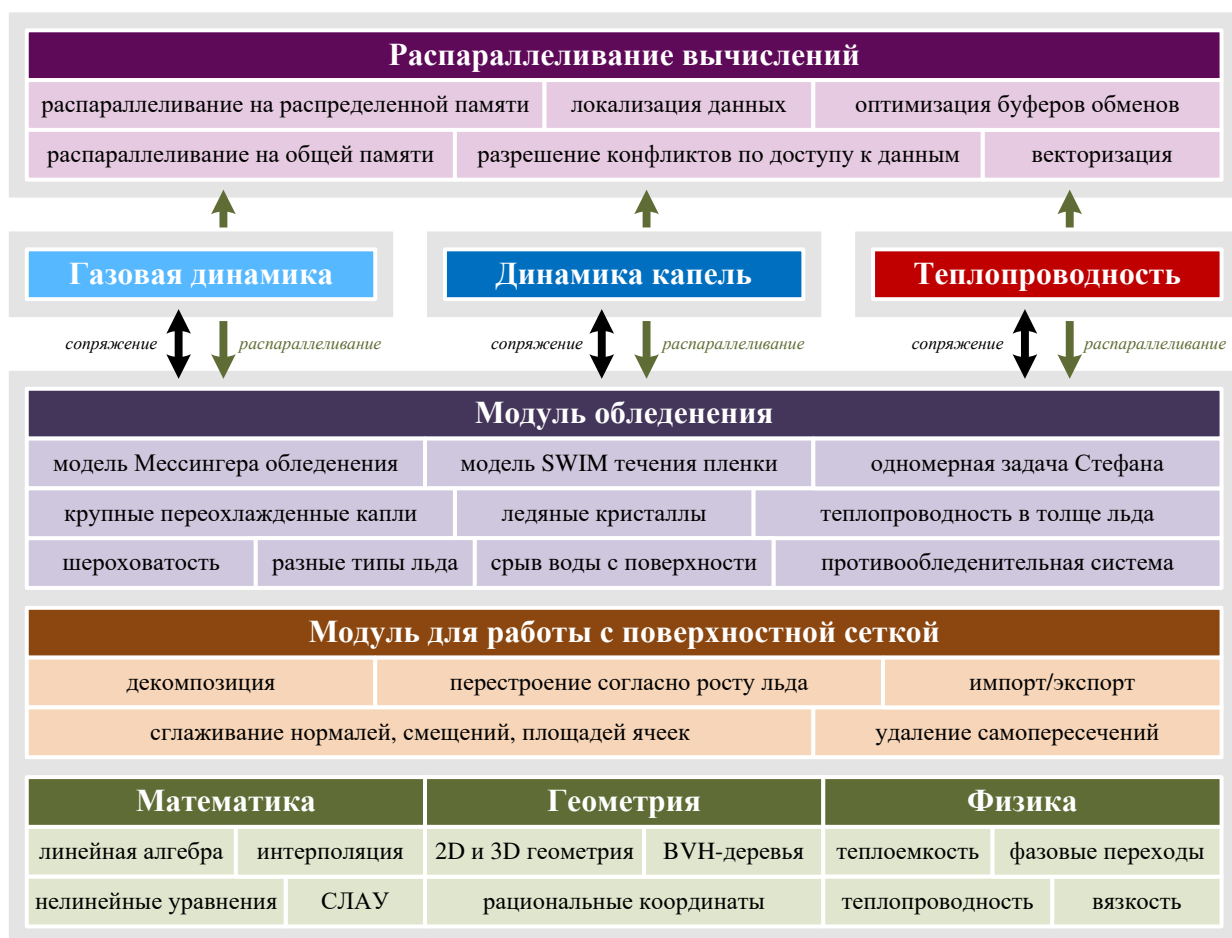 Распараллеливание вычислений
распараллеливание на распределенной памяти
локализация данных
оптимизация буферов обменов
распараллеливание на общей памяти
разрешение конфликтов по доступу к данным
векторизация
Газовая динамика
Динамика капель
Теплопроводность
сопряжение
распараллеливание
сопряжение
распараллеливание
сопряжение
распараллеливание
Модуль обледенения
модель Мессингера обледенения
модель SWIM течения пленки
одномерная задача Стефана
крупные переохлажденные капли
ледяные кристаллы
теплопроводность в толще льда
шероховатость
разные типы льда
срыв воды с поверхности
противообледенительная система
Модуль для работы с поверхностной сеткой
декомпозиция
перестроение согласно росту льда
импорт/экспорт
сглаживание нормалей, смещений, площадей ячеек
удаление самопересечений
Математика
Геометрия
Физика
линейная алгебра
интерполяция
2D и 3D геометрия
BVH-деревья
теплоемкость
фазовые переходы
нелинейные уравнения
СЛАУ
рациональные координаты
теплопроводность
вязкость